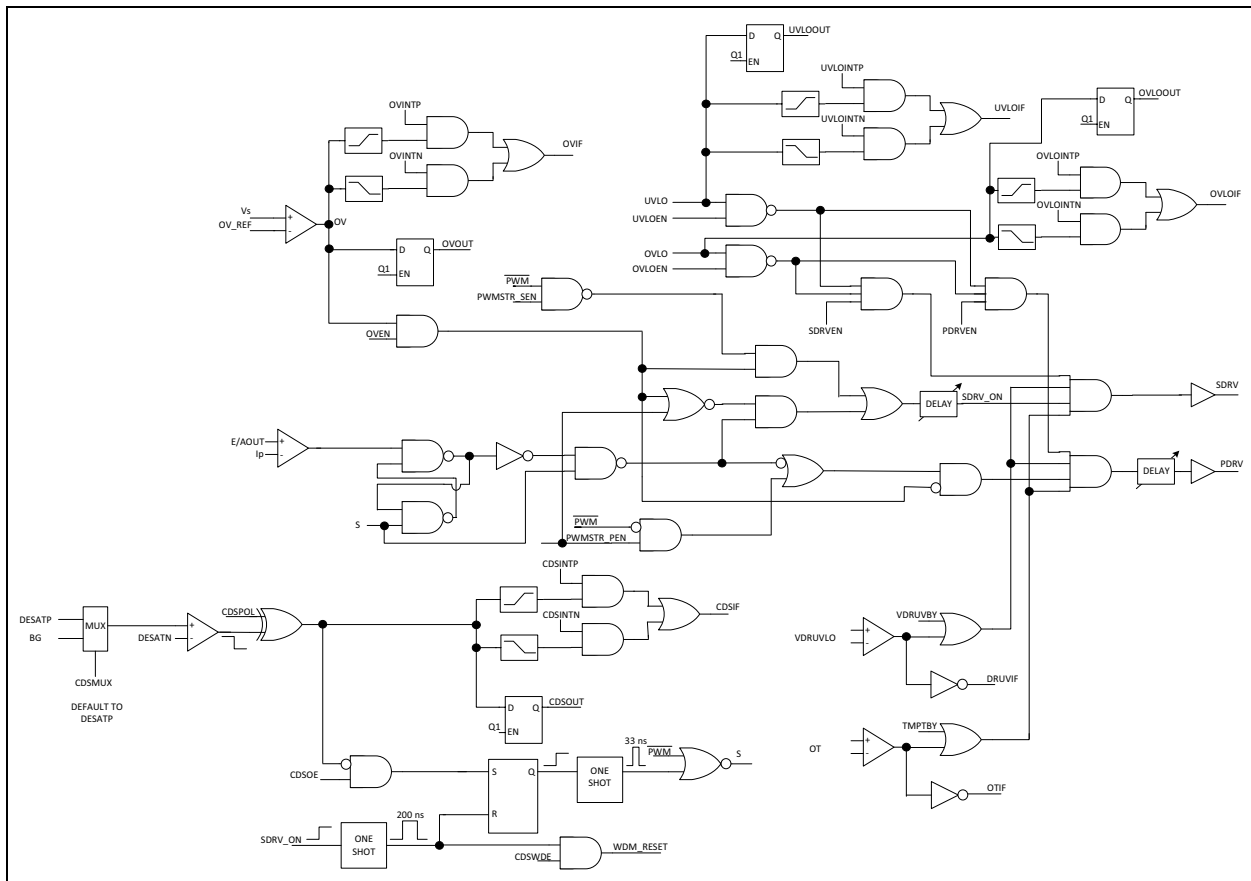 D Q UVLOOUT
Q1 EN
UVLOINTP
UVLOINTN
UVLOIF
D Q OVLOOUT
Q1 EN
OVINTP
OVINTN
OVIF
OVLOINTP
OVLOINTN
OVLOIF
Vs +
OV_REF -
OV
UVLO
UVLOEN
D Q OVOUT
Q1 EN
OVLO
OVLOEN
PWM
PWMSTR_SEN
SDRVEN
PDRVEN
OVEN
DELAY
SDRV_ON
SDRV
E/AOUT +
Ip -
DELAY
PDRV
S
PWM
PWMSTR_PEN
CDSINTP
CDSINTN
CDSIF
DESATP
BG
MUX
CDSPOL
+
DESATN -
CDSMUX
DEFAULT TO
DESATP
VDRUVBY
VDRUVLO + -
DRUVIF
D Q CDSOUT
Q1 EN
TMPTBY
OT + -
OTIF
33 ns
PWM
S
CDSOE
S Q
R
ONE
SHOT
200 ns
SDRV_ON
ONE
SHOT
CDSWDE
WDM_RESET